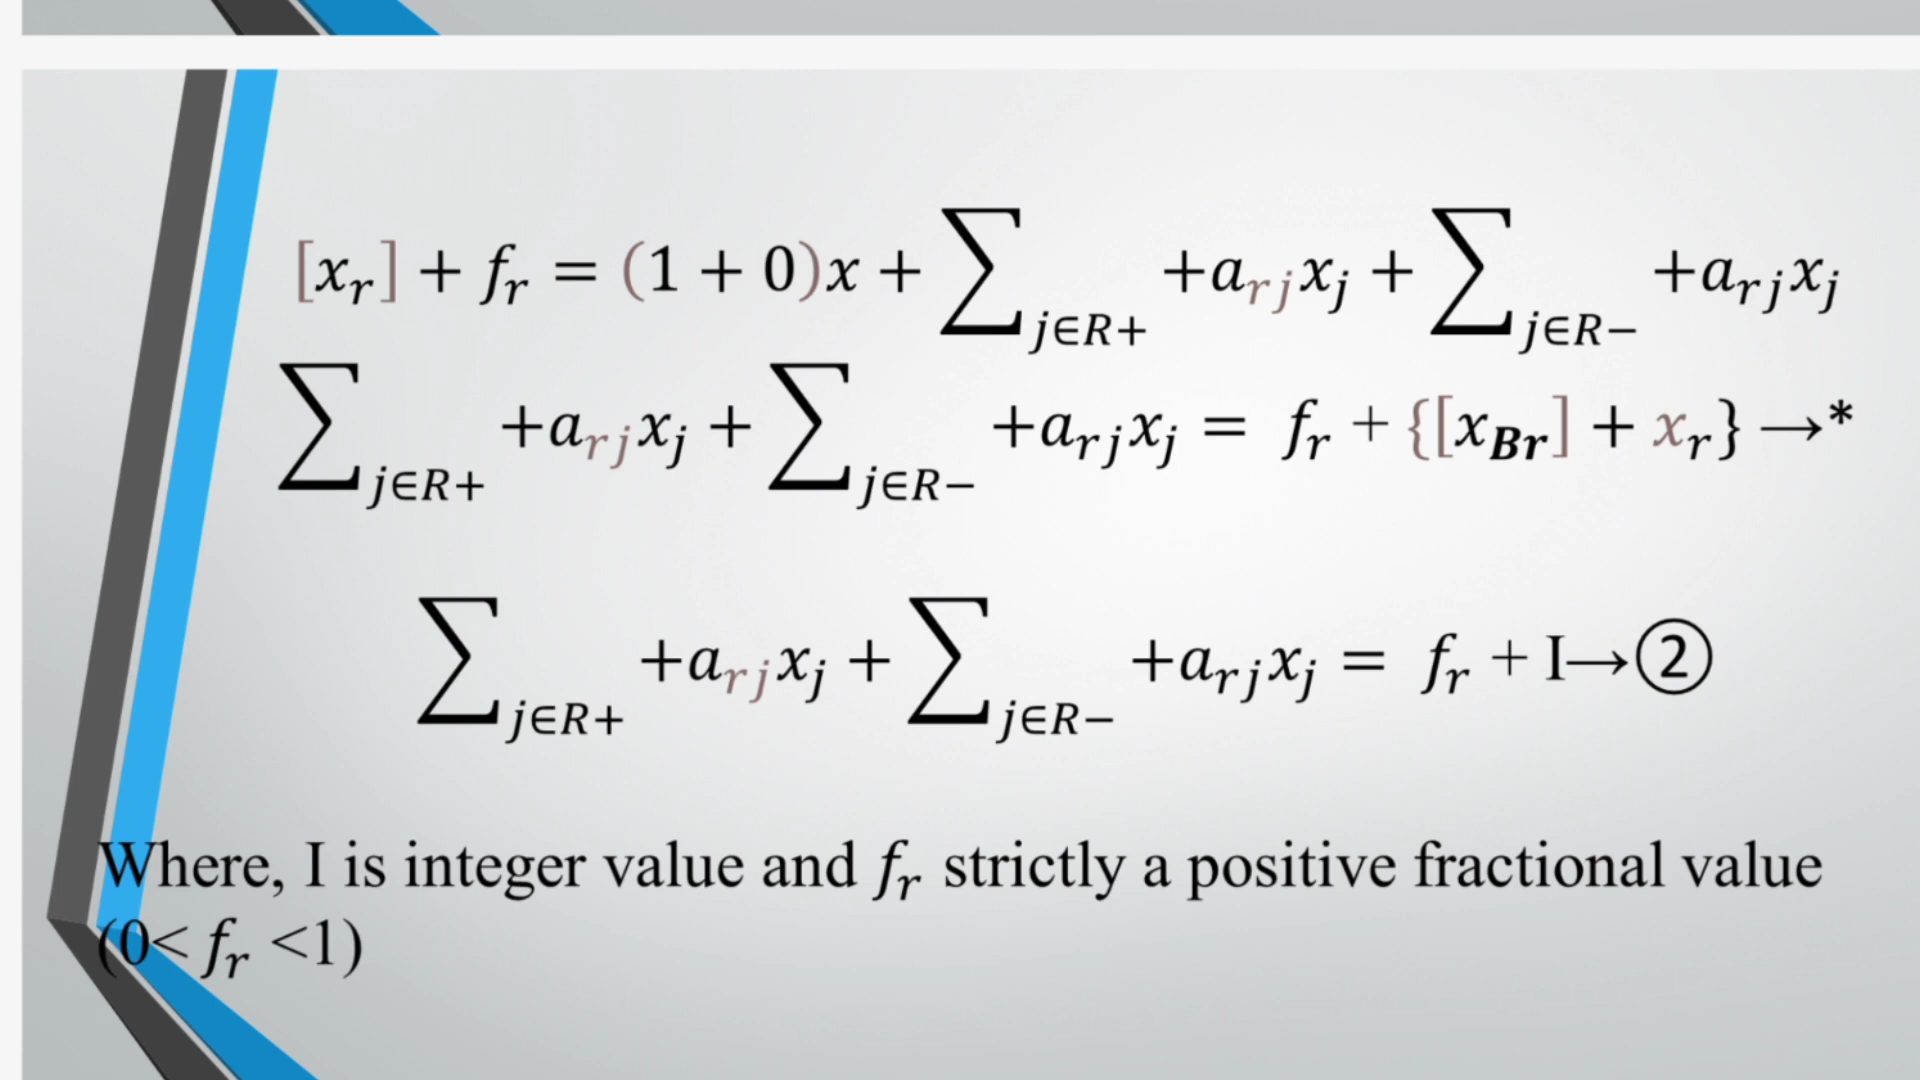 [x_r] + f_r = (1 + 0)x + ∑_{j∈R+} +a_{rj}x_j + ∑_{j∈R−} +a_{rj}x_j
∑_{j∈R+} +a_{rj}x_j + ∑_{j∈R−} +a_{rj}x_j = f_r + {[x_{Br}] + x_r} →*
∑_{j∈R+} +a_{rj}x_j + ∑_{j∈R−} +a_{rj}x_j = f_r + I→②
Where, I is integer value and f_r strictly a positive fractional value
(0< f_r <1)